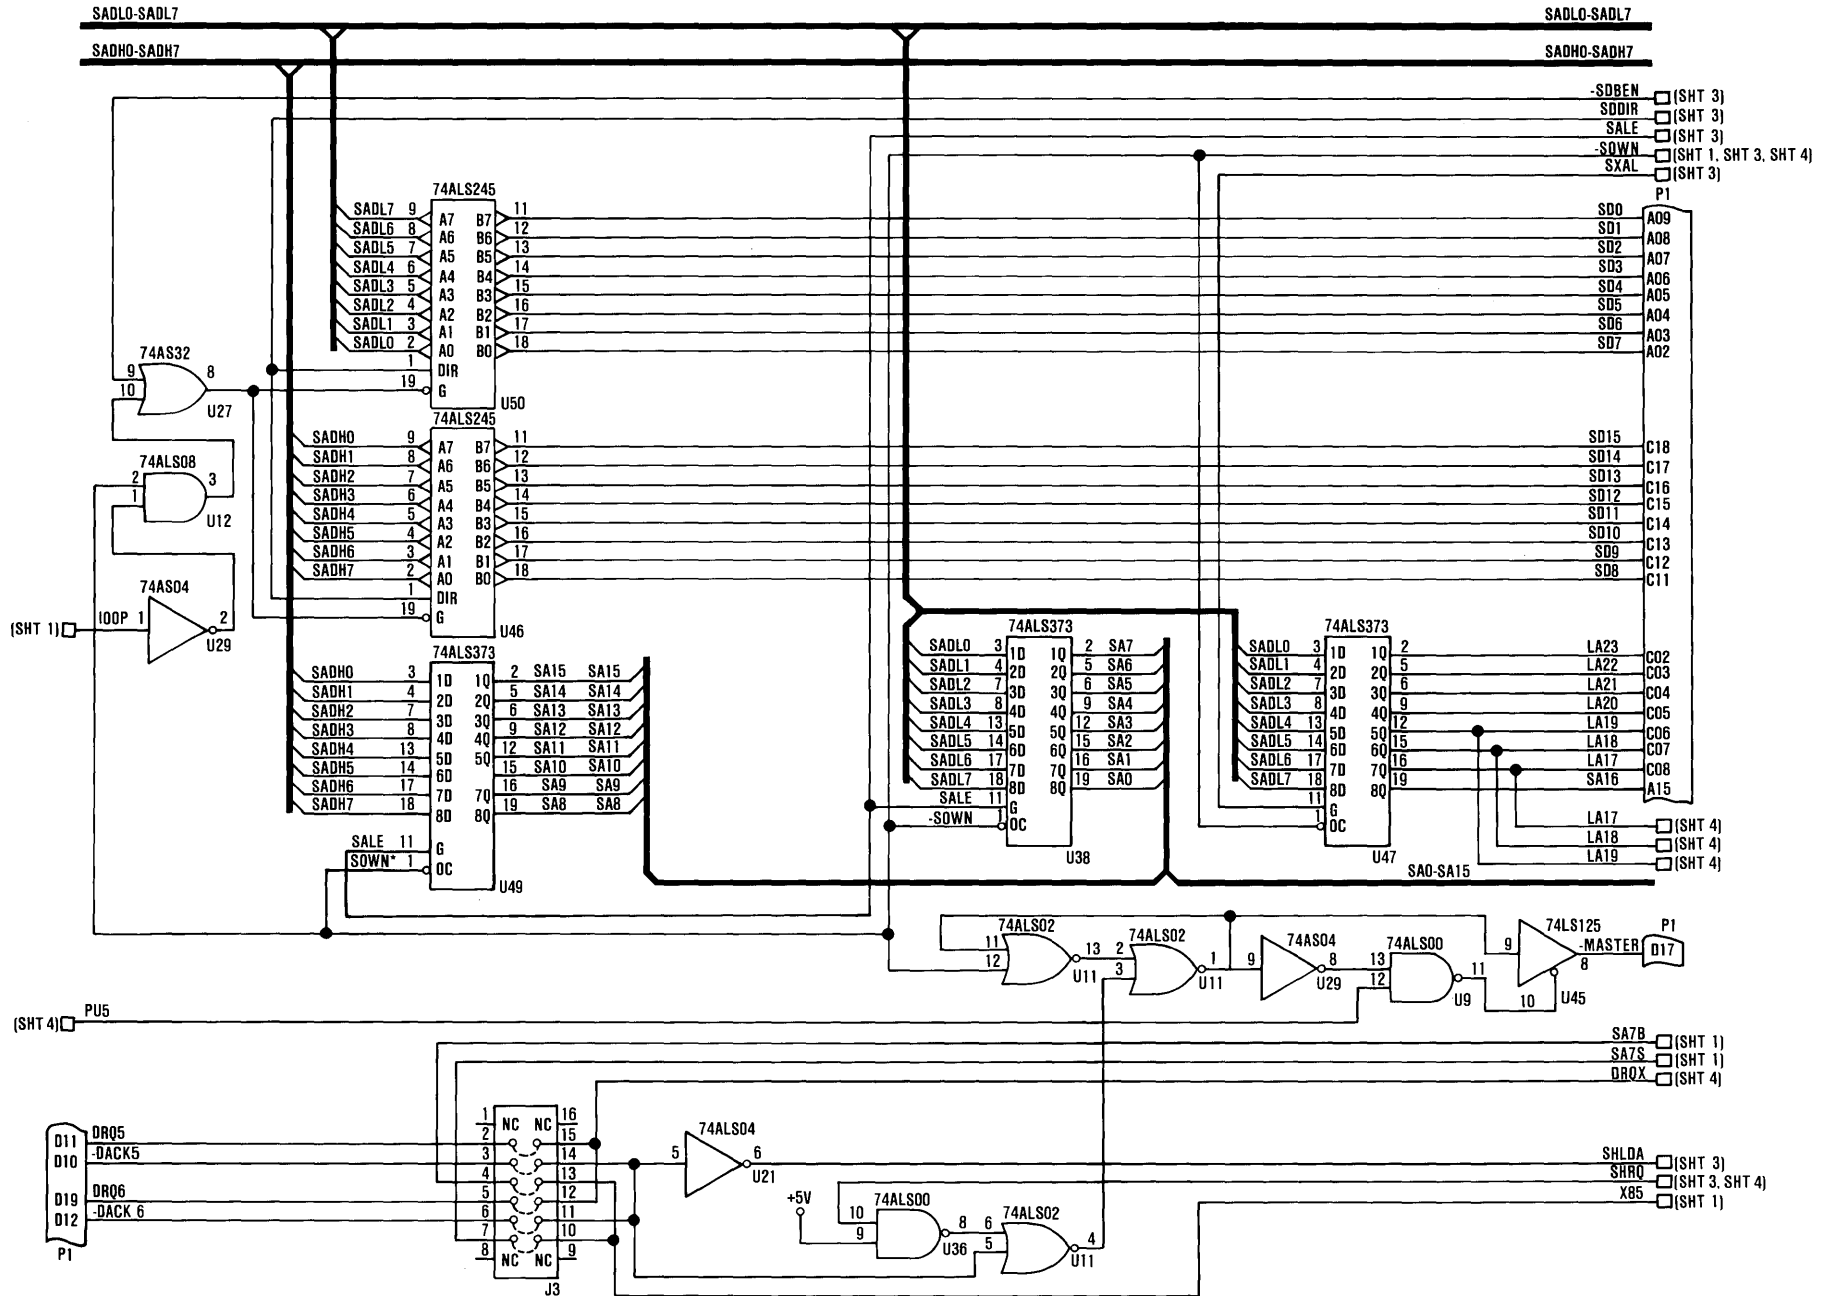 SADL0-SADL7 SADL0-SADL7
SADH0-SADH7 SADH0-SADH7
-SDBEN (SHT 3)
SDDIR (SHT 3)
SALE (SHT 3)
-SOWN (SHT 1, SHT 3, SHT 4)
SXAL (SHT 3)
74ALS245 P1
SADL7 9 A7 B7 11 SD0 A09
SADL6 8 A6 B6 12 SD1 A08
SADL5 7 A5 B5 13 SD2 A07
SADL4 6 A4 B4 14 SD3 A06
SADL3 5 A3 B3 15 SD4 A05
SADL2 4 A2 B2 16 SD5 A04
SADL1 3 A1 B1 17 SD6 A03
SADL0 2 A0 B0 18 SD7 A02
1 DIR
19 G
U50
74AS32
9 8
10
U27
74ALS245
SADH0 9 A7 B7 11 SD15 C18
SADH1 8 A6 B6 12 SD14 C17
SADH2 7 A5 B5 13 SD13 C16
SADH3 6 A4 B4 14 SD12 C15
SADH4 5 A3 B3 15 SD11 C14
SADH5 4 A2 B2 16 SD10 C13
SADH6 3 A1 B1 17 SD9 C12
SADH7 2 A0 B0 18 SD8 C11
1 DIR
19 G
U46
74ALS08
2 3
1
U12
74AS04
(SHT 1) IOOP 1 2
U29
74ALS373
SADH0 3 1D 1Q 2 SA15 SA15
SADH1 4 2D 2Q 5 SA14 SA14
SADH2 7 3D 3Q 6 SA13 SA13
SADH3 8 4D 4Q 9 SA12 SA12
SADH4 13 5D 5Q 12 SA11 SA11
SADH5 14 6D 6Q 15 SA10 SA10
SADH6 17 7D 7Q 16 SA9 SA9
SADH7 18 8D 8Q 19 SA8 SA8
SALE 11 G
SOWN* 1 OC
U49
74ALS373
SADL0 3 1D 1Q 2 SA7
SADL1 4 2D 2Q 5 SA6
SADL2 7 3D 3Q 6 SA5
SADL3 8 4D 4Q 9 SA4
SADL4 13 5D 5Q 12 SA3
SADL5 14 6D 6Q 15 SA2
SADL6 17 7D 7Q 16 SA1
SADL7 18 8D 8Q 19 SA0
SALE 11 G
-SOWN 1 OC
U38
74ALS373
SADL0 3 1D 1Q 2 LA23 C02
SADL1 4 2D 2Q 5 LA22 C03
SADL2 7 3D 3Q 6 LA21 C04
SADL3 8 4D 4Q 9 LA20 C05
SADL4 13 5D 5Q 12 LA19 C06
SADL5 14 6D 6Q 15 LA18 C07
SADL6 17 7D 7Q 16 LA17 C08
SADL7 18 8D 8Q 19 SA16 A15
11 G
1 OC
U47
LA17 (SHT 4)
LA18 (SHT 4)
LA19 (SHT 4)
SA0-SA15
74ALS02
11 13
12
U11
74ALS02
2 1
3
U11
74AS04
9 8
U29
74ALS00
13 11
12
U9
74LS125
9 -MASTER P1
8 D17
10 U45
(SHT 4) PU5
SA7B (SHT 1)
SA7S (SHT 1)
DRQX (SHT 4)
1 NC NC 16
D11 DRQ5 2 15
D10 -DACK5 3 14
4 13
D19 DRQ6 5 12
D12 -DACK 6 6 11
7 10
8 NC NC 9
P1
J3
74ALS04
5 6
U21
SHLDA (SHT 3)
SHRQ (SHT 3, SHT 4)
X85 (SHT 1)
+5V
74ALS00
10 8
9
U36
74ALS02
6 4
5
U11